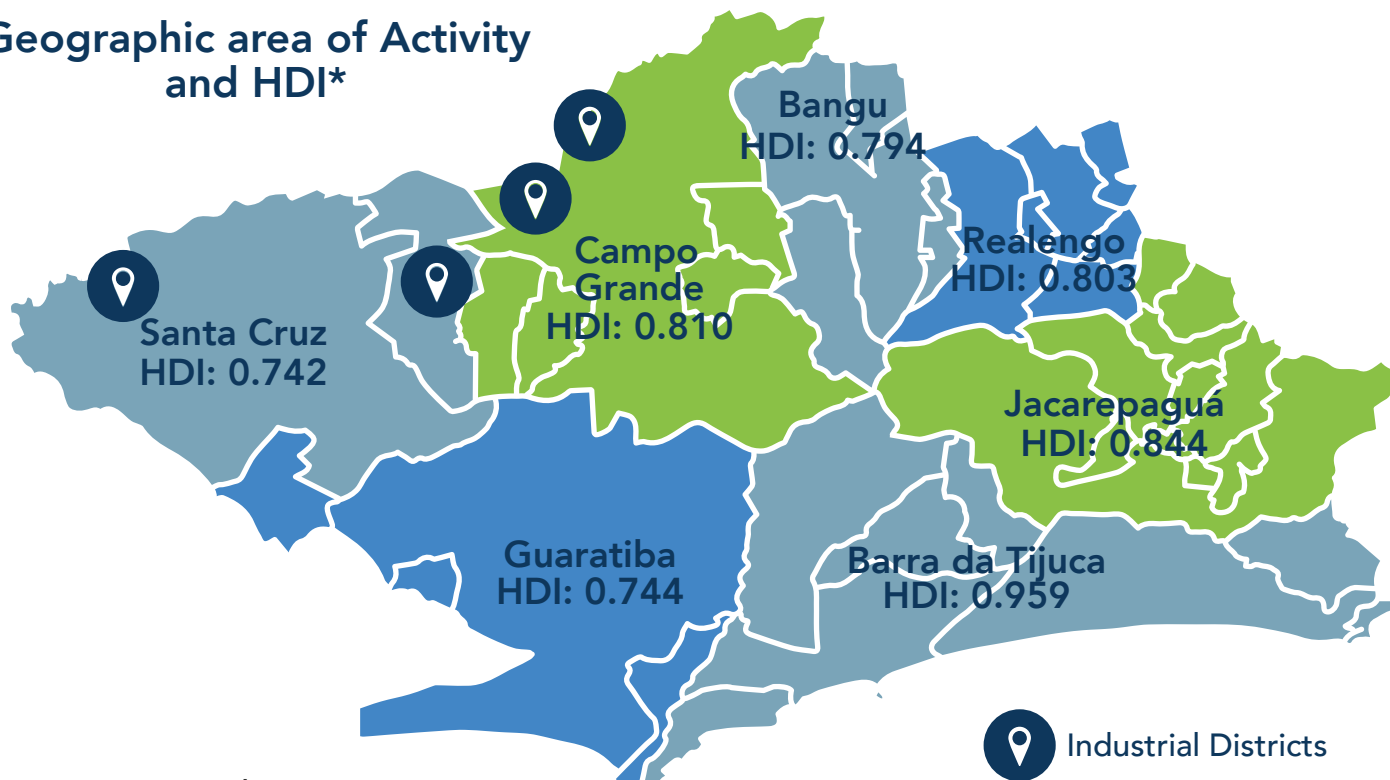 Geographic area of Activity
and HDI*
Bangu
HDI: 0.794
Realengo
HDI: 0.803
Campo
Grande
HDI: 0.810
Santa Cruz
HDI: 0.742
Jacarepaguá
HDI: 0.844
Guaratiba
HDI: 0.744
Barra da Tijuca
HDI: 0.959
Industrial Districts